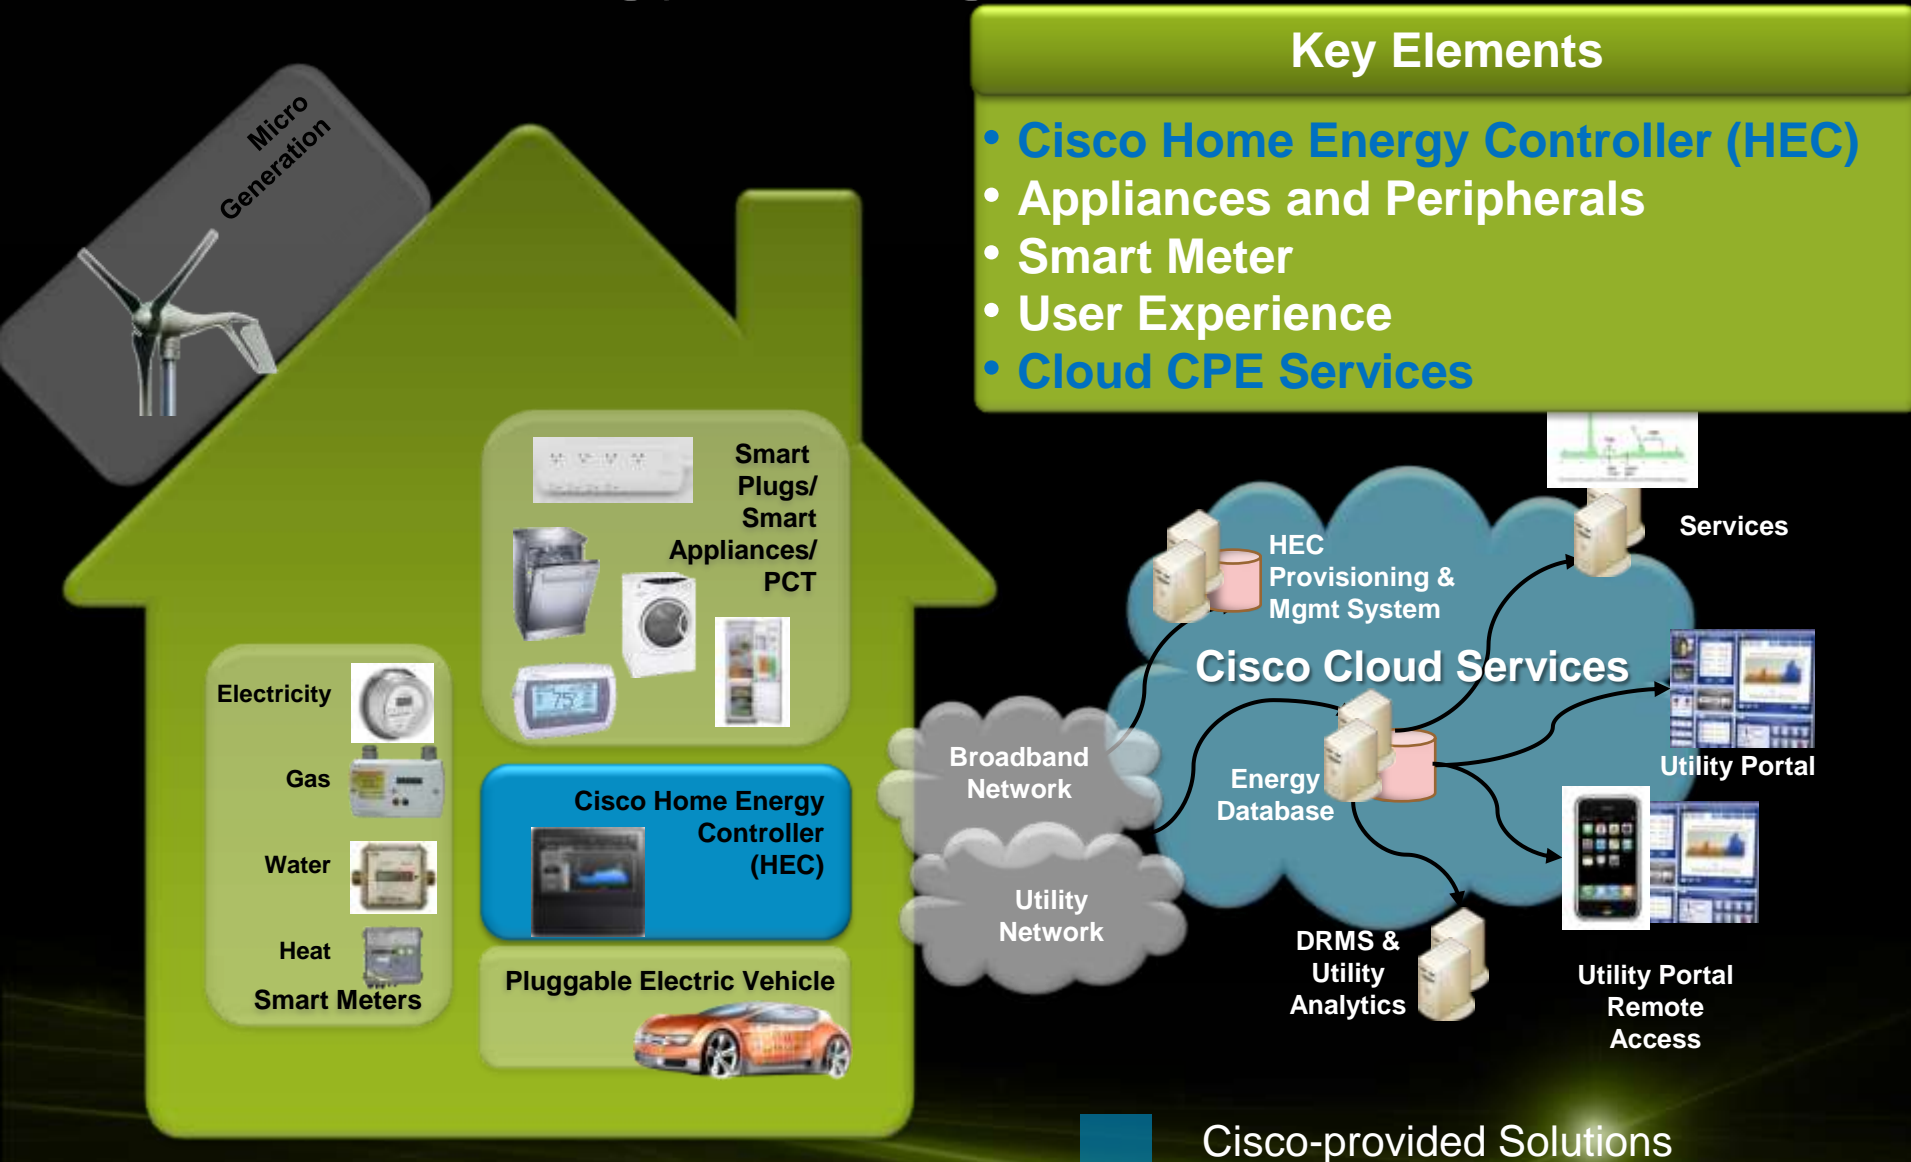 Key Elements
• Cisco Home Energy Controller (HEC)
• Appliances and Peripherals
• Smart Meter
• User Experience
• Cloud CPE Services
Micro
Generation
Smart
Plugs/
Smart
Appliances/
PCT
75
Electricity
Gas
Water
Heat
Smart Meters
Cisco Home Energy
Controller
(HEC)
Pluggable Electric Vehicle
Broadband
Network
Utility
Network
HEC
Provisioning &
Mgmt System
Services
Cisco Cloud Services
Energy
Database
Utility Portal
DRMS &
Utility
Analytics
Utility Portal
Remote
Access
Cisco-provided Solutions